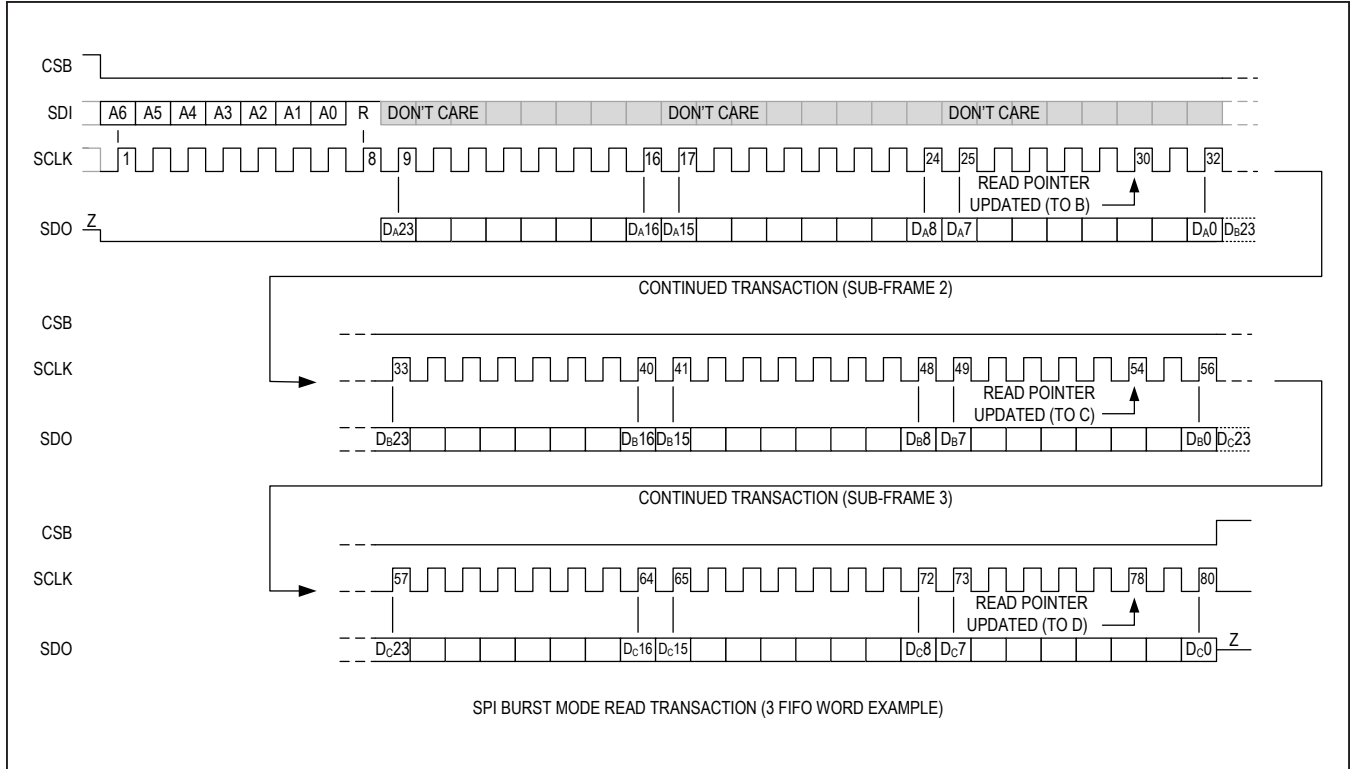 CSB
SDI A6 A5 A4 A3 A2 A1 A0 R DON'T CARE DON'T CARE DON'T CARE
SCLK 1 8 9 16 17 24 25 30 32
READ POINTER
UPDATED (TO B)
SDO Z DA23 DA16 DA15 DA8 DA7 DA0 DB23
CONTINUED TRANSACTION (SUB-FRAME 2)
CSB
SCLK 33 40 41 48 49 54 56
READ POINTER
UPDATED (TO C)
SDO DB23 DB16 DB15 DB8 DB7 DB0 DC23
CONTINUED TRANSACTION (SUB-FRAME 3)
CSB
SCLK 57 64 65 72 73 78 80
READ POINTER
UPDATED (TO D)
SDO DC23 DC16 DC15 DC8 DC7 DC0 Z
SPI BURST MODE READ TRANSACTION (3 FIFO WORD EXAMPLE)